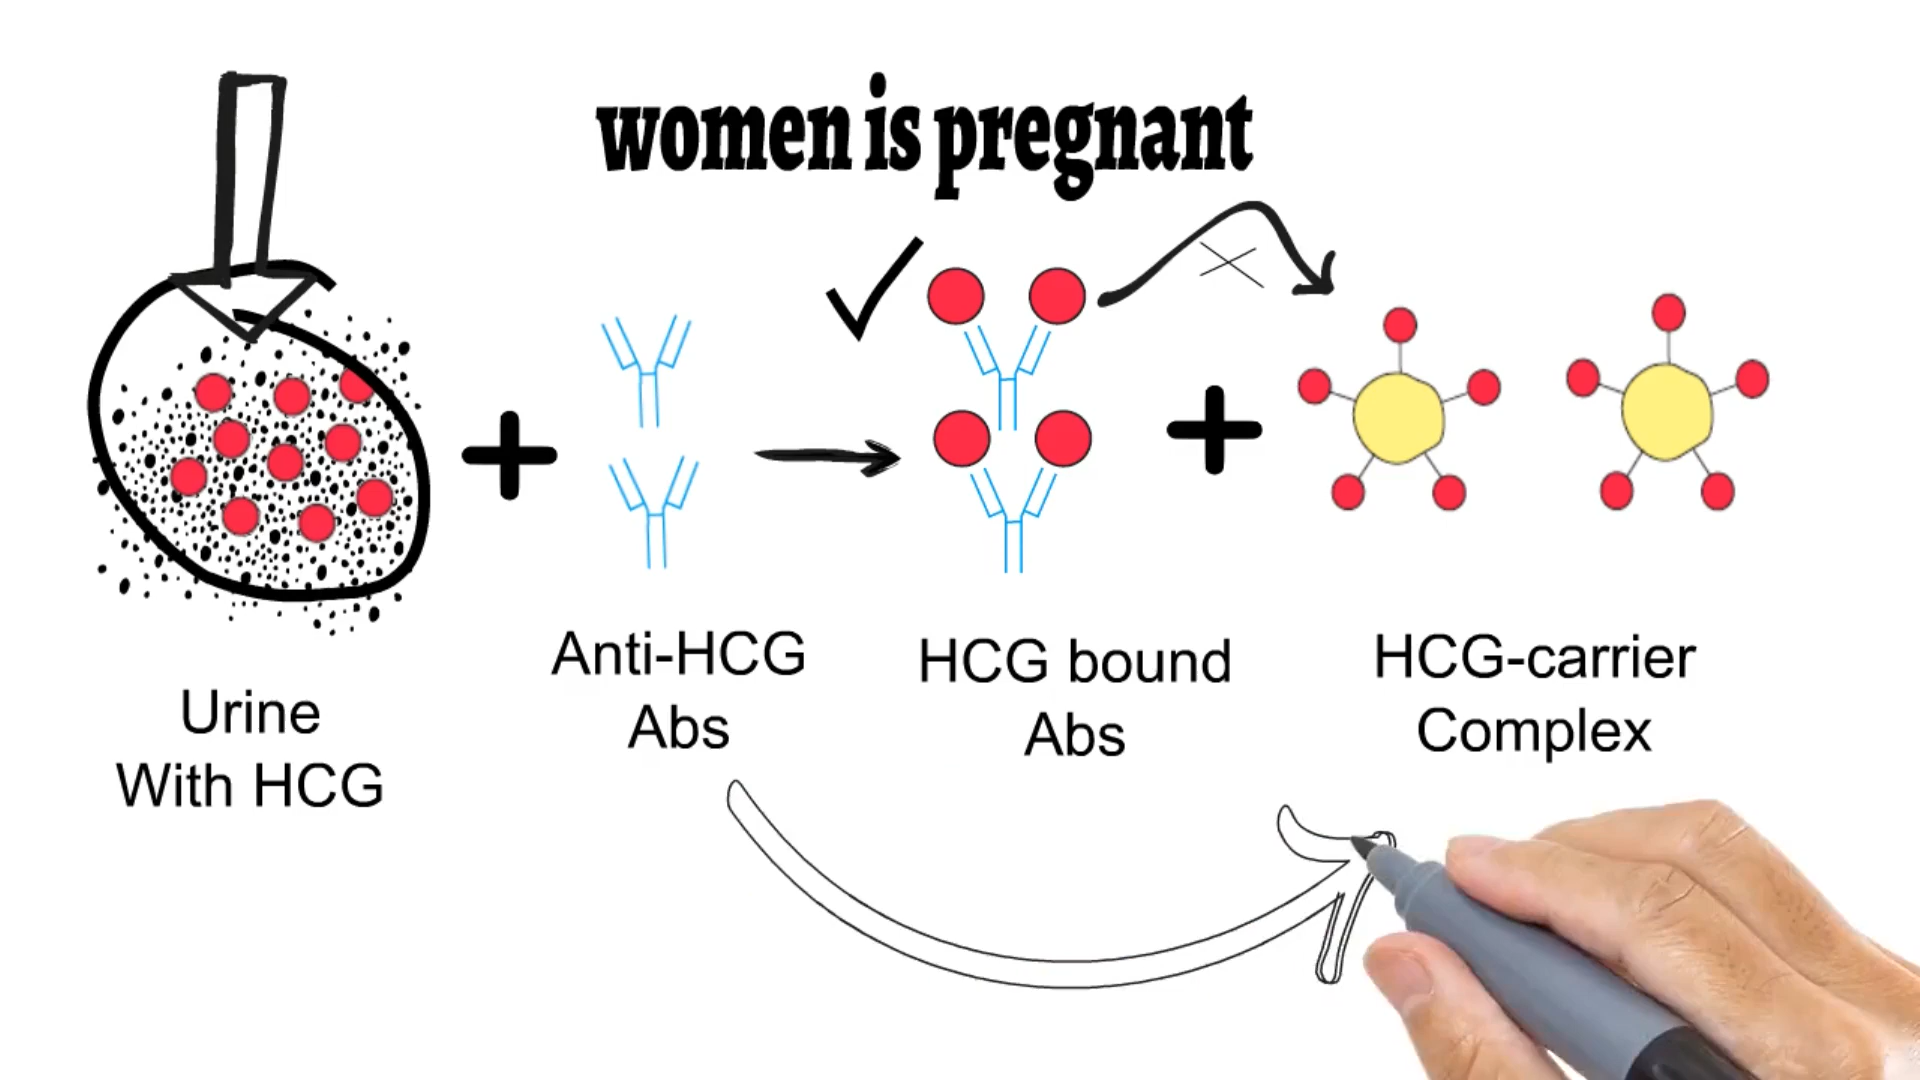 women is pregnant
Urine
With HCG
Anti-HCG
Abs
HCG bound
Abs
HCG-carrier
Complex